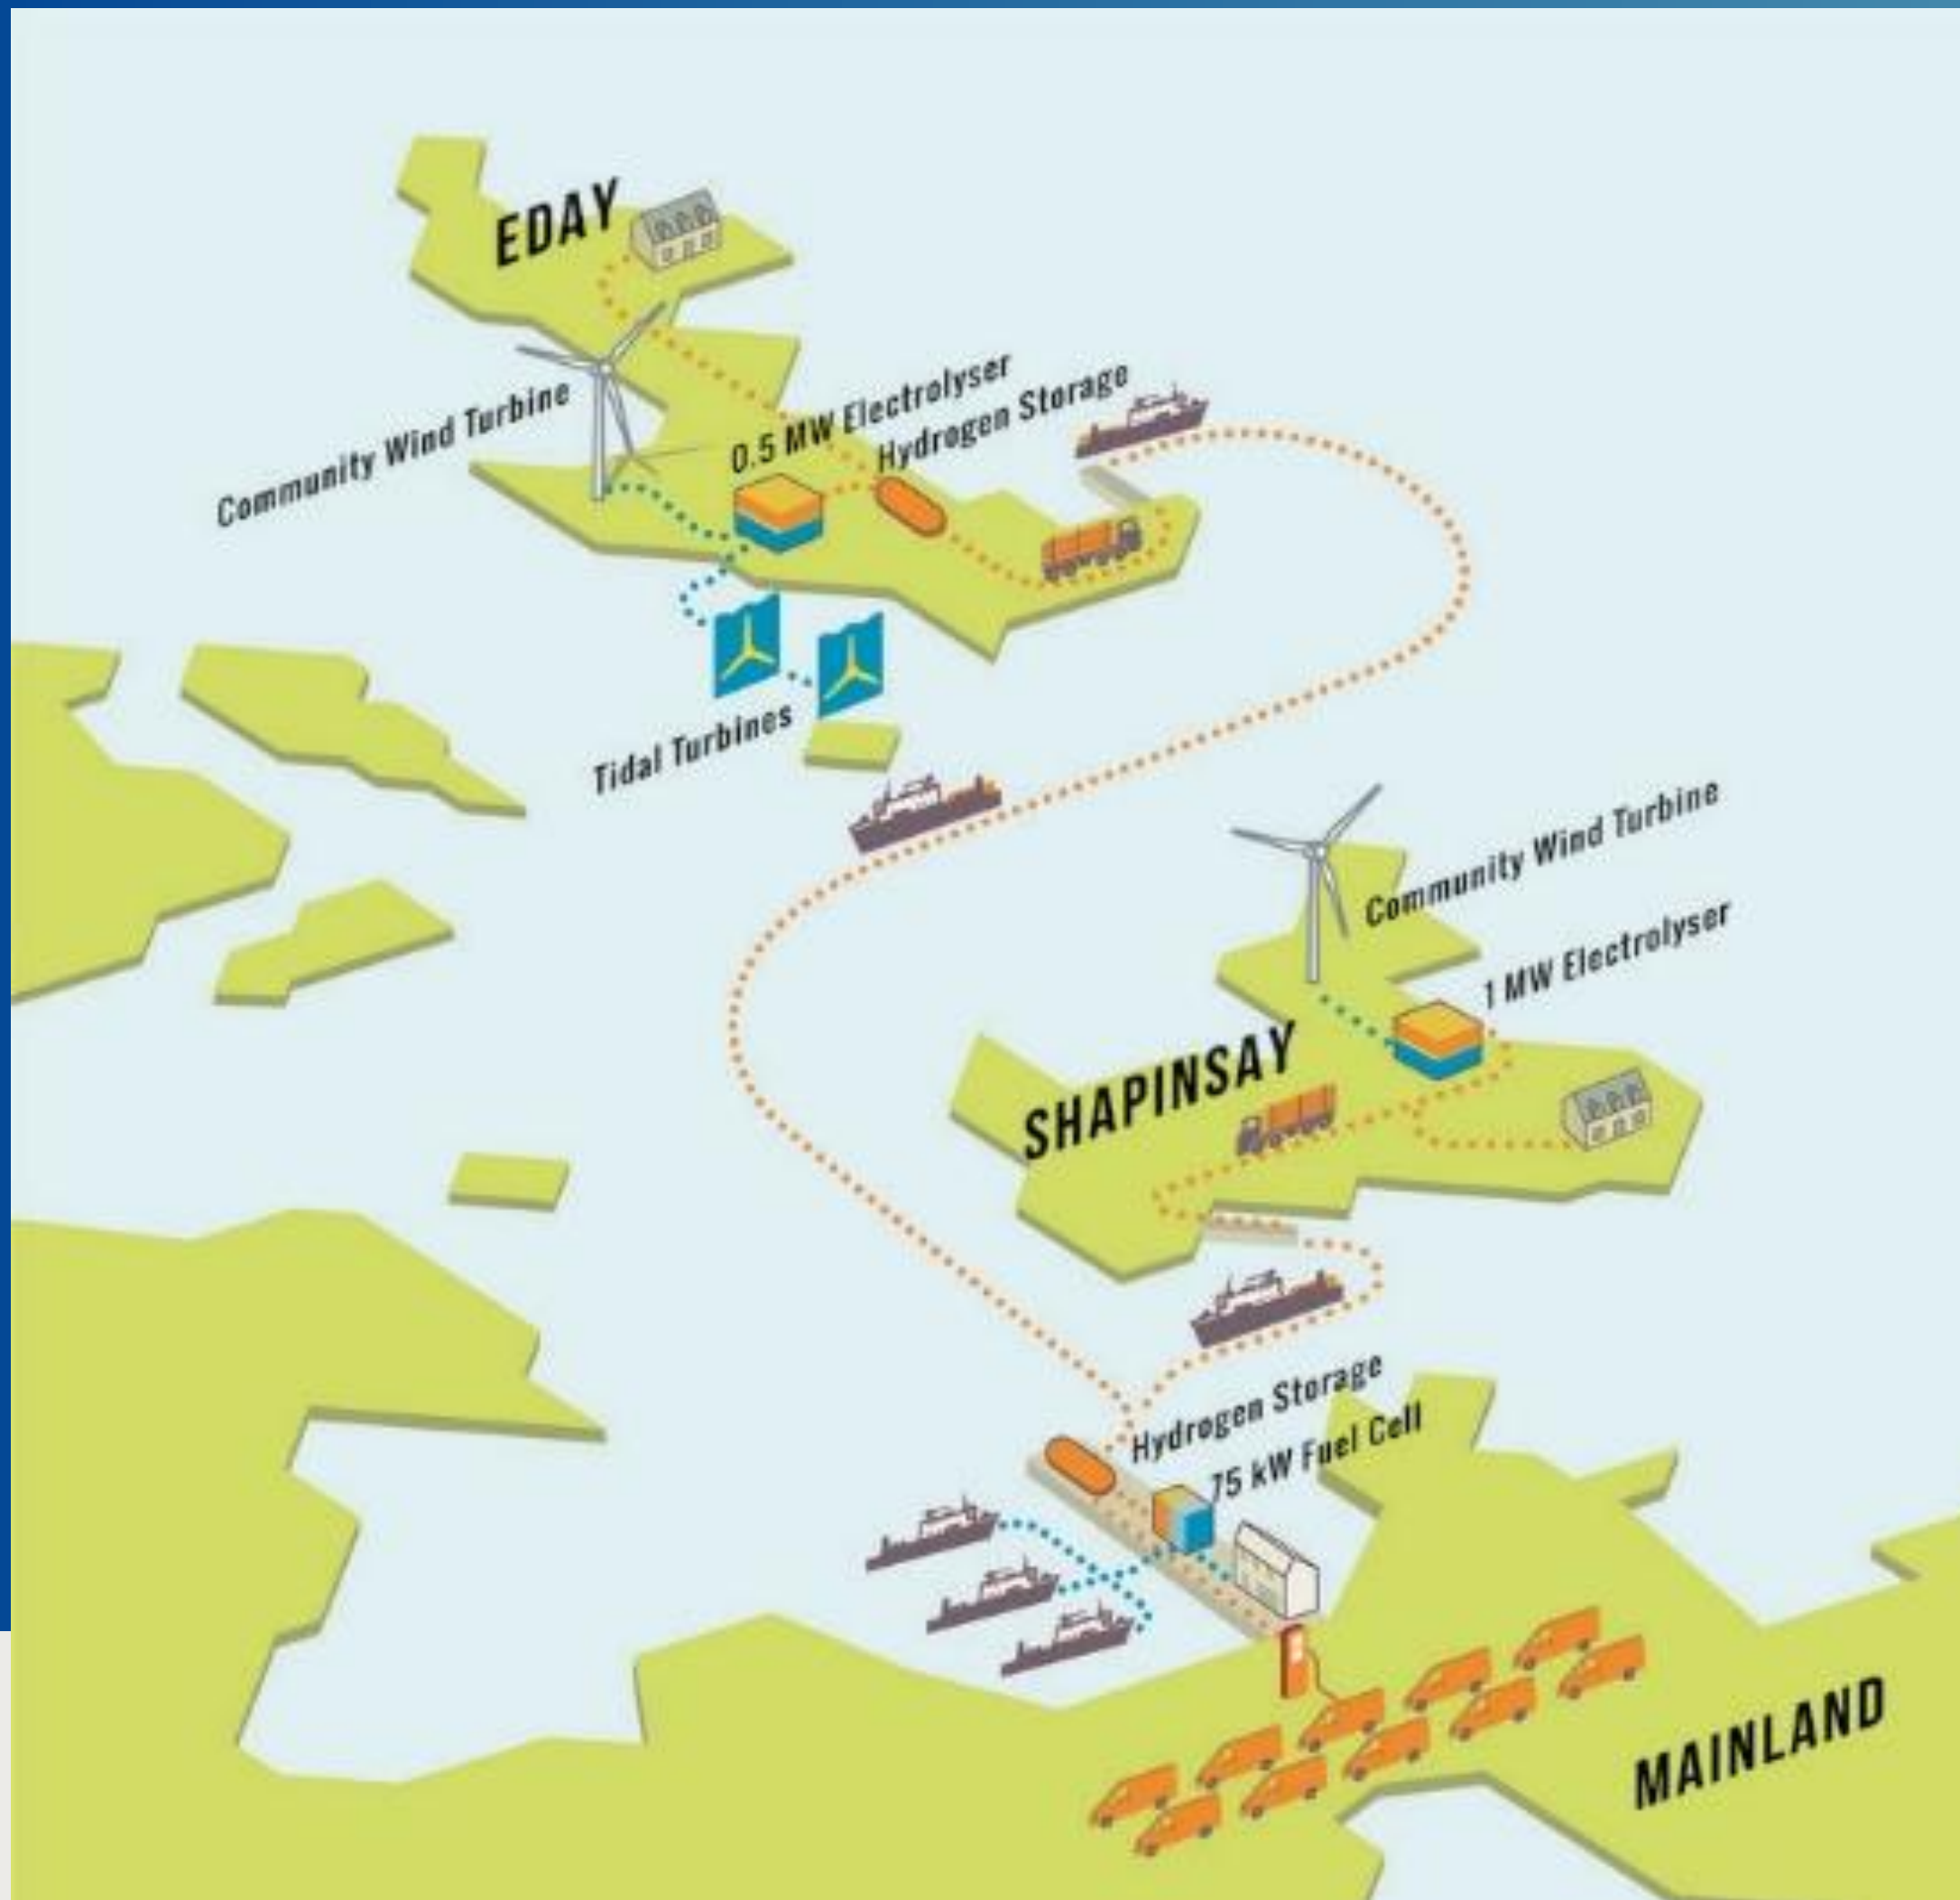 EDAY
Community Wind Turbine
0.5 MW Electrolyser
Hydrogen Storage
Tidal Turbines
Community Wind Turbine
1 MW Electrolyser
SHAPINSAY
Hydrogen Storage
75 kW Fuel Cell
MAINLAND